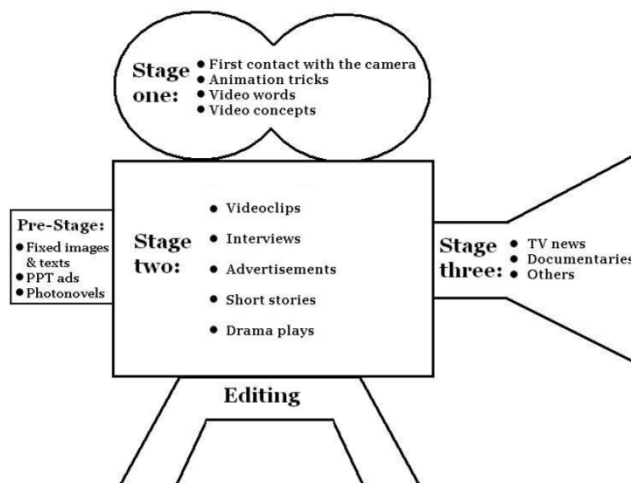 Stage
one:
● First contact with the camera
● Animation tricks
● Video words
● Video concepts
Pre-Stage:
● Fixed images
& texts
● PPT ads
● Photonovels
Stage
two:
● Videoclips
● Interviews
● Advertisements
● Short stories
● Drama plays
Stage
three:
● TV news
● Documentaries
● Others
Editing